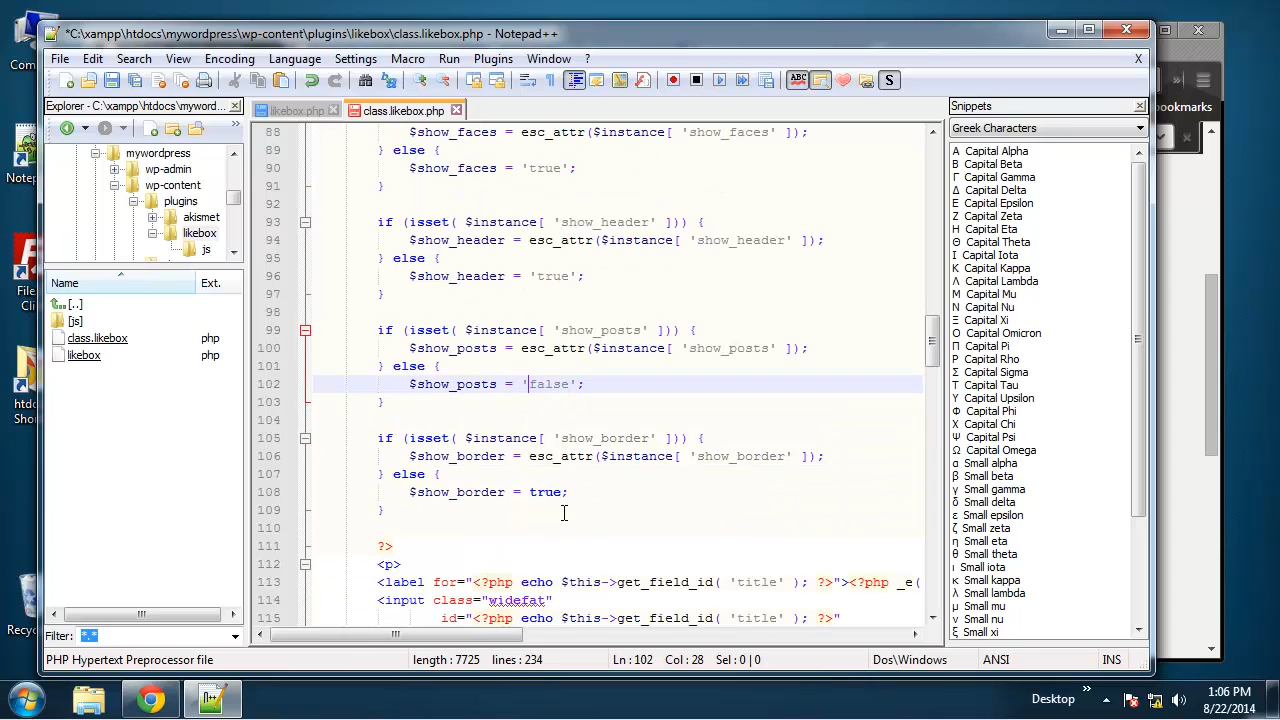 *C:\xampp\htdocs\mywordpress\wp-content\plugins\likebox\class.likebox.php - Notepad++
File Edit Search View Encoding Language Settings Macro Run Plugins Window ? X
Explorer - C:\xampp\htdocs\myword...
likebox.php
class.likebox.php
Snippets
Greek Characters
ookmarks
mywordpress
wp-admin
wp-content
plugins
akismet
likebox
js
Name Ext.
[..]
[js]
class.likebox php
likebox php
Filter: *.*
88 $show_faces = esc_attr($instance[ 'show_faces' ]);
89 } else {
90 $show_faces = 'true';
91 }
92
93 if (isset( $instance[ 'show_header' ])) {
94 $show_header = esc_attr($instance[ 'show_header' ]);
95 } else {
96 $show_header = 'true';
97 }
98
99 if (isset( $instance[ 'show_posts' ])) {
100 $show_posts = esc_attr($instance[ 'show_posts' ]);
101 } else {
102 $show_posts = 'false';
103 }
104
105 if (isset( $instance[ 'show_border' ])) {
106 $show_border = esc_attr($instance[ 'show_border' ]);
107 } else {
108 $show_border = true;
109 }
110
111 ?>
112 <p>
113 <label for="<?php echo $this->get_field_id( 'title' ); ?>"><?php _e(
114 <input class="widefat"
115 id="<?php echo $this->get_field_id( 'title' ); ?>"
Α Capital Alpha
Β Capital Beta
Γ Capital Gamma
Δ Capital Delta
Ε Capital Epsilon
Ζ Capital Zeta
Η Capital Eta
Θ Capital Theta
Ι Capital Iota
Κ Capital Kappa
Λ Capital Lambda
Μ Capital Mu
Ν Capital Nu
Ξ Capital Xi
Ο Capital Omicron
Π Capital Pi
Ρ Capital Rho
Σ Capital Sigma
Τ Capital Tau
Υ Capital Upsilon
Φ Capital Phi
Χ Capital Chi
Ψ Capital Psi
Ω Capital Omega
α Small alpha
β Small beta
γ Small gamma
δ Small delta
ε Small epsilon
ζ Small zeta
η Small eta
θ Small theta
ι Small iota
κ Small kappa
λ Small lambda
μ Small mu
ν Small nu
ξ Small xi
PHP Hypertext Preprocessor file length : 7725 lines : 234 Ln : 102 Col : 28 Sel : 0 | 0 Dos\Windows ANSI INS
Com
Notep
File
Cli
htdo
Shor
Recyc
Desktop
1:06 PM
8/22/2014